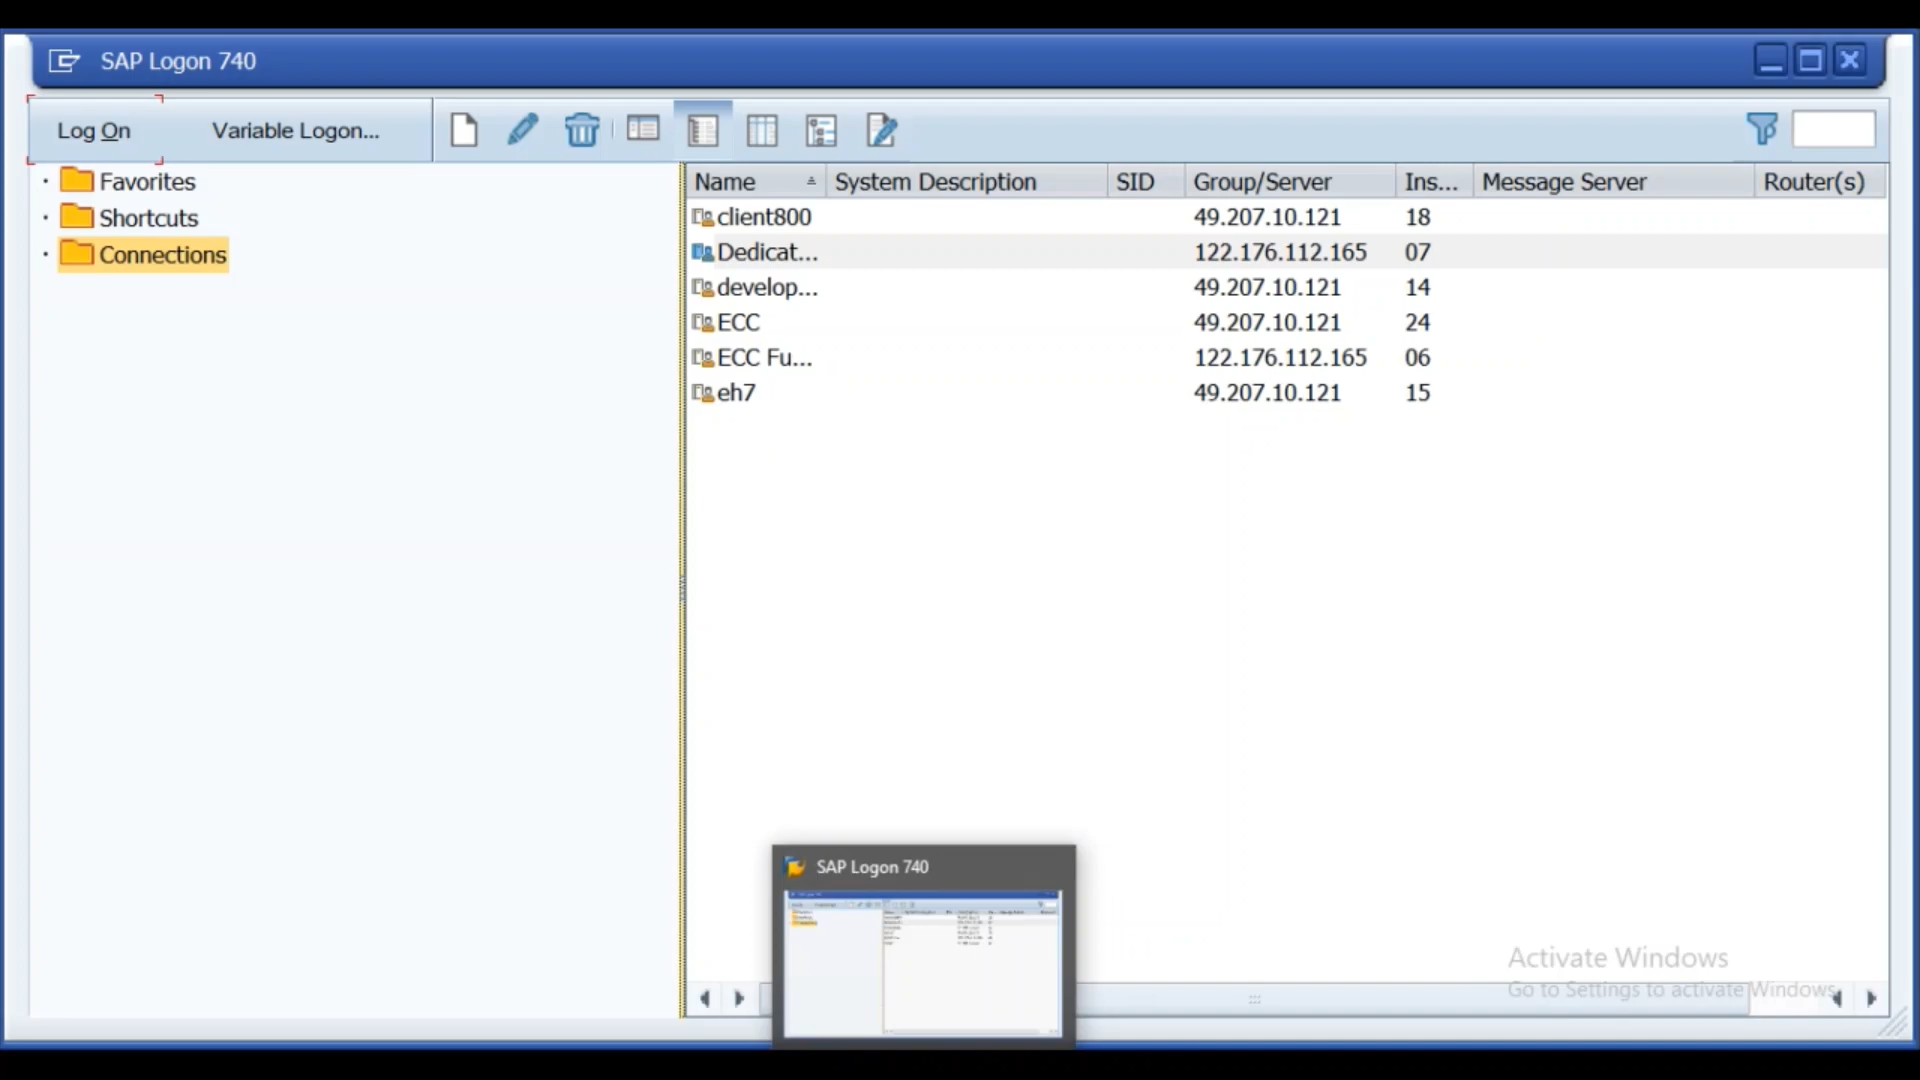 SAP Logon 740
Log On Variable Logon...
Favorites
Shortcuts
Connections
Name System Description SID Group/Server Ins... Message Server Router(s)
client800 49.207.10.121 18
Dedicat... 122.176.112.165 07
develop... 49.207.10.121 14
ECC 49.207.10.121 24
ECC Fu... 122.176.112.165 06
eh7 49.207.10.121 15
SAP Logon 740
Activate Windows
Go to Settings to activate Windows.